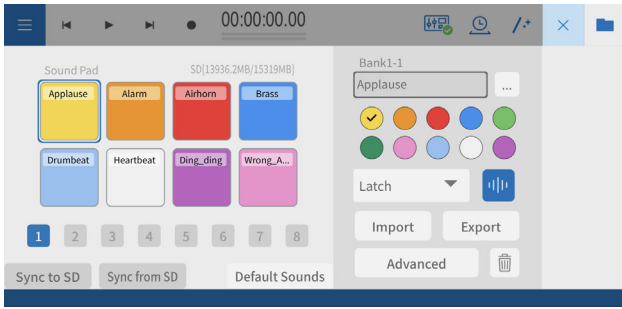 00:00:00.00
Sound Pad SD[13936.2MB/15319MB]
Applause Alarm Airhorn Brass
Drumbeat Heartbeat Ding_ding Wrong_A...
1 2 3 4 5 6 7 8
Sync to SD Sync from SD Default Sounds
Bank1-1
Applause ...
Latch
Import Export
Advanced